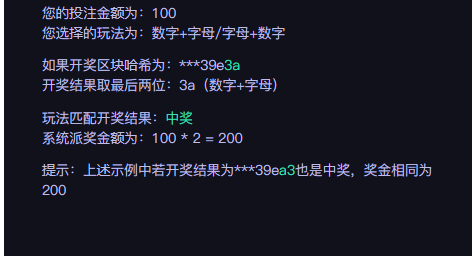 您的投注金额为：100
您选择的玩法为：数字+字母/字母+数字
如果开奖区块哈希为：***39e3a
开奖结果取最后两位：3a（数字+字母）
玩法匹配开奖结果：中奖
系统派奖金额为：100 * 2 = 200
提示：上述示例中若开奖结果为***39ea3也是中奖，奖金相同为
200